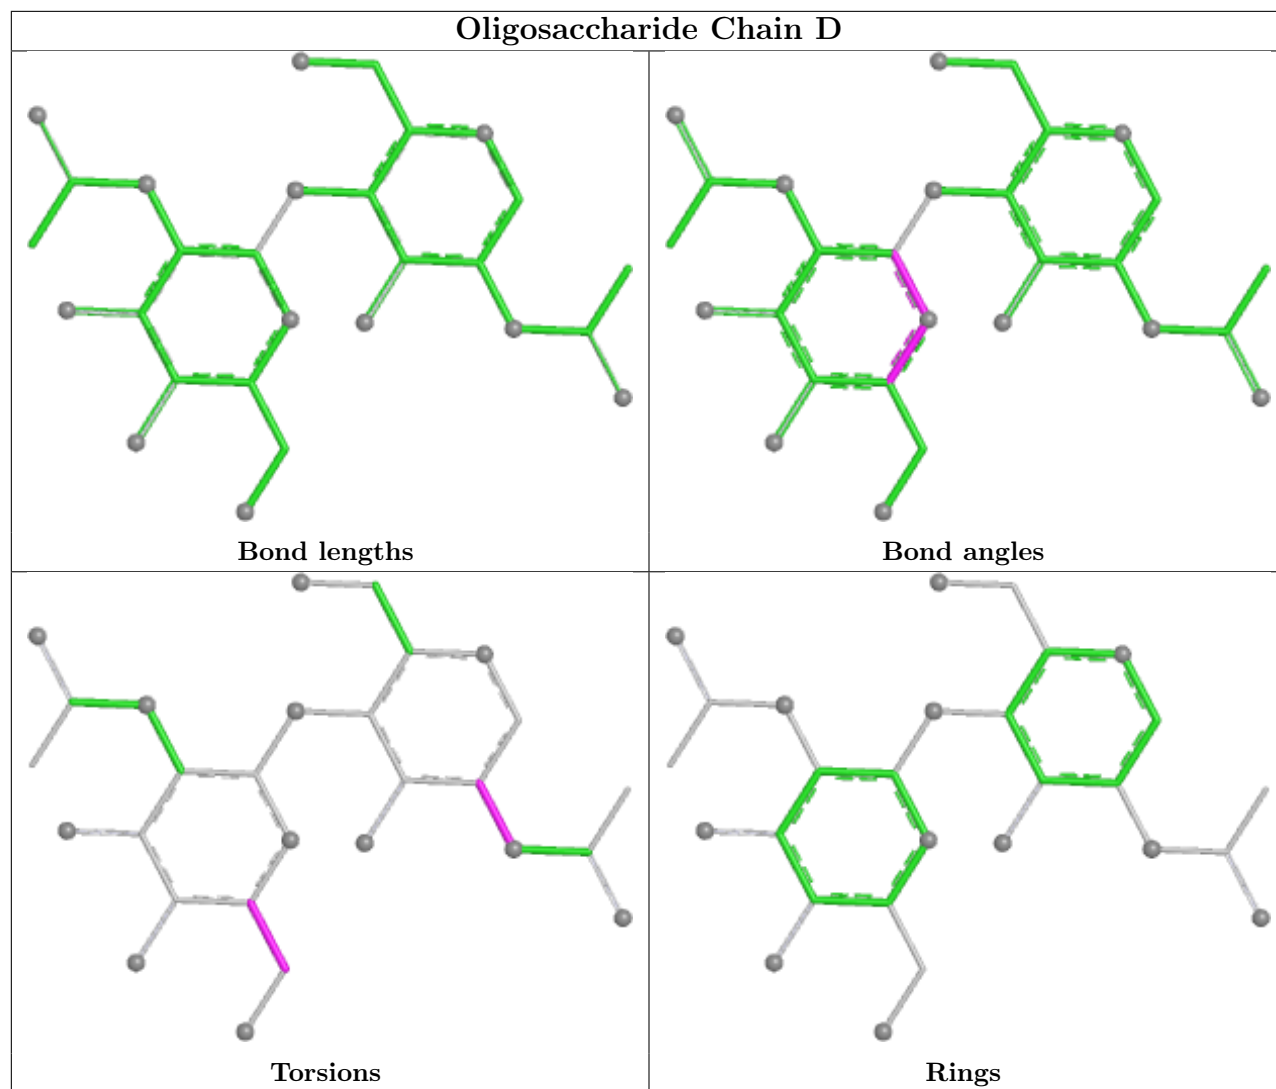 Oligosaccharide Chain D
Bond lengths
Bond angles
Torsions
Rings